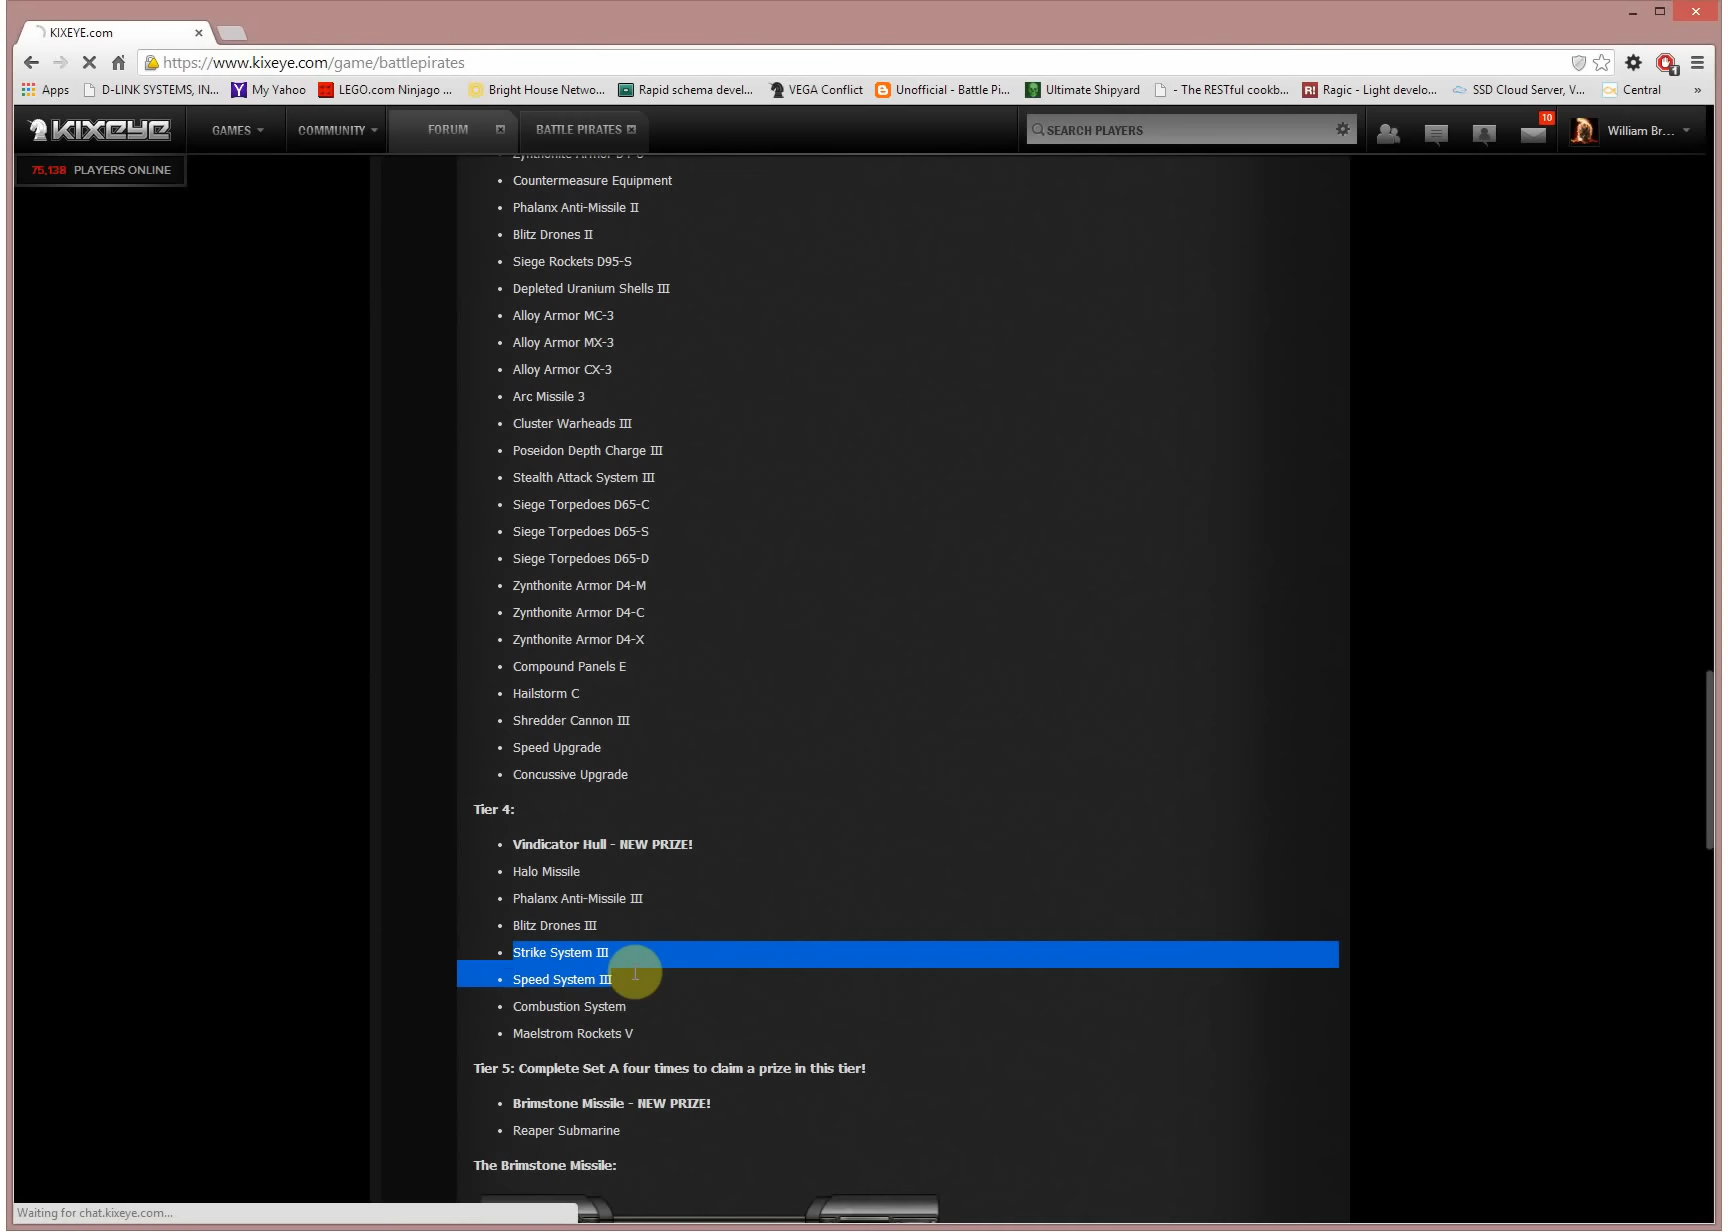 KIXEYE.com
https://www.kixeye.com/game/battlepirates
Apps D-LINK SYSTEMS, IN... My Yahoo LEGO.com Ninjago ... Bright House Netwo... Rapid schema devel... VEGA Conflict Unofficial - Battle Pi... Ultimate Shipyard - The RESTful cookb... Ragic - Light develo... SSD Cloud Server, V... Central »
KIXEYE GAMES COMMUNITY FORUM BATTLE PIRATES SEARCH PLAYERS 10 William Br...
75,138 PLAYERS ONLINE
• Countermeasure Equipment
• Phalanx Anti-Missile II
• Blitz Drones II
• Siege Rockets D95-S
• Depleted Uranium Shells III
• Alloy Armor MC-3
• Alloy Armor MX-3
• Alloy Armor CX-3
• Arc Missile 3
• Cluster Warheads III
• Poseidon Depth Charge III
• Stealth Attack System III
• Siege Torpedoes D65-C
• Siege Torpedoes D65-S
• Siege Torpedoes D65-D
• Zynthonite Armor D4-M
• Zynthonite Armor D4-C
• Zynthonite Armor D4-X
• Compound Panels E
• Hailstorm C
• Shredder Cannon III
• Speed Upgrade
• Concussive Upgrade
Tier 4:
• Vindicator Hull - NEW PRIZE!
• Halo Missile
• Phalanx Anti-Missile III
• Blitz Drones III
• Strike System III
• Speed System III
• Combustion System
• Maelstrom Rockets V
Tier 5: Complete Set A four times to claim a prize in this tier!
• Brimstone Missile - NEW PRIZE!
• Reaper Submarine
The Brimstone Missile:
Waiting for chat.kixeye.com...